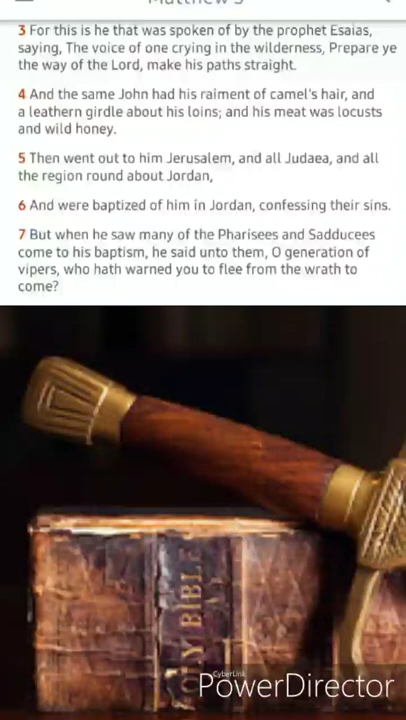 Matthew 3
3 For this is he that was spoken of by the prophet Esaias,
saying, The voice of one crying in the wilderness, Prepare ye
the way of the Lord, make his paths straight.
4 And the same John had his raiment of camel's hair, and
a leathern girdle about his loins; and his meat was locusts
and wild honey.
5 Then went out to him Jerusalem, and all Judaea, and all
the region round about Jordan,
6 And were baptized of him in Jordan, confessing their sins.
7 But when he saw many of the Pharisees and Sadducees
come to his baptism, he said unto them, O generation of
vipers, who hath warned you to flee from the wrath to
come?
HOLY BIBLE
CyberLink
PowerDirector